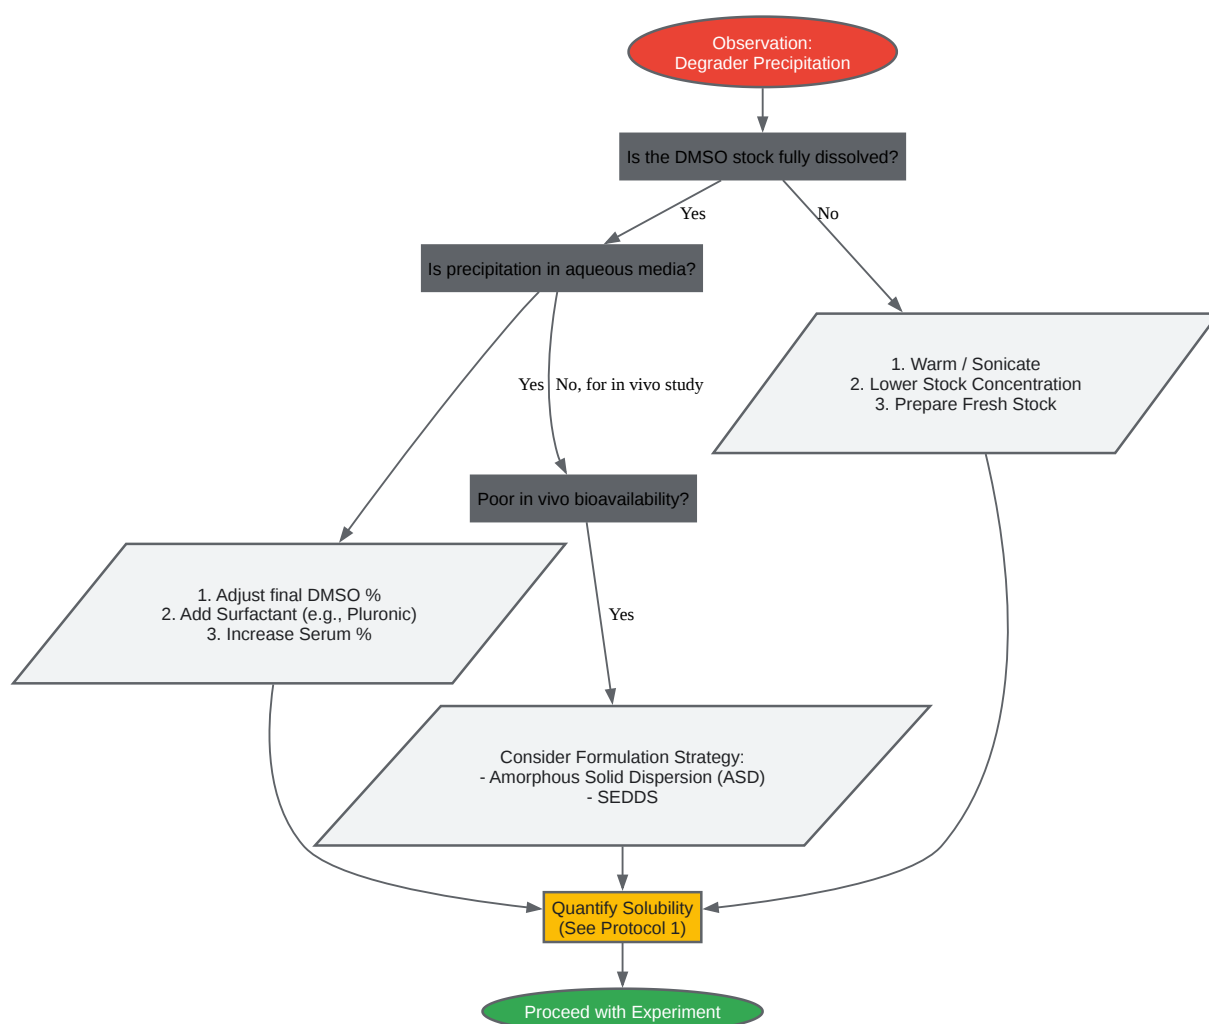 Observation:
Degrader Precipitation
Is the DMSO stock fully dissolved?
Yes
No
Is precipitation in aqueous media?
1. Warm / Sonicate
2. Lower Stock Concentration
3. Prepare Fresh Stock
Yes
No, for in vivo study
Poor in vivo bioavailability?
1. Adjust final DMSO %
2. Add Surfactant (e.g., Pluronic)
3. Increase Serum %
Yes
Consider Formulation Strategy:
- Amorphous Solid Dispersion (ASD)
- SEDDS
Quantify Solubility
(See Protocol 1)
Proceed with Experiment